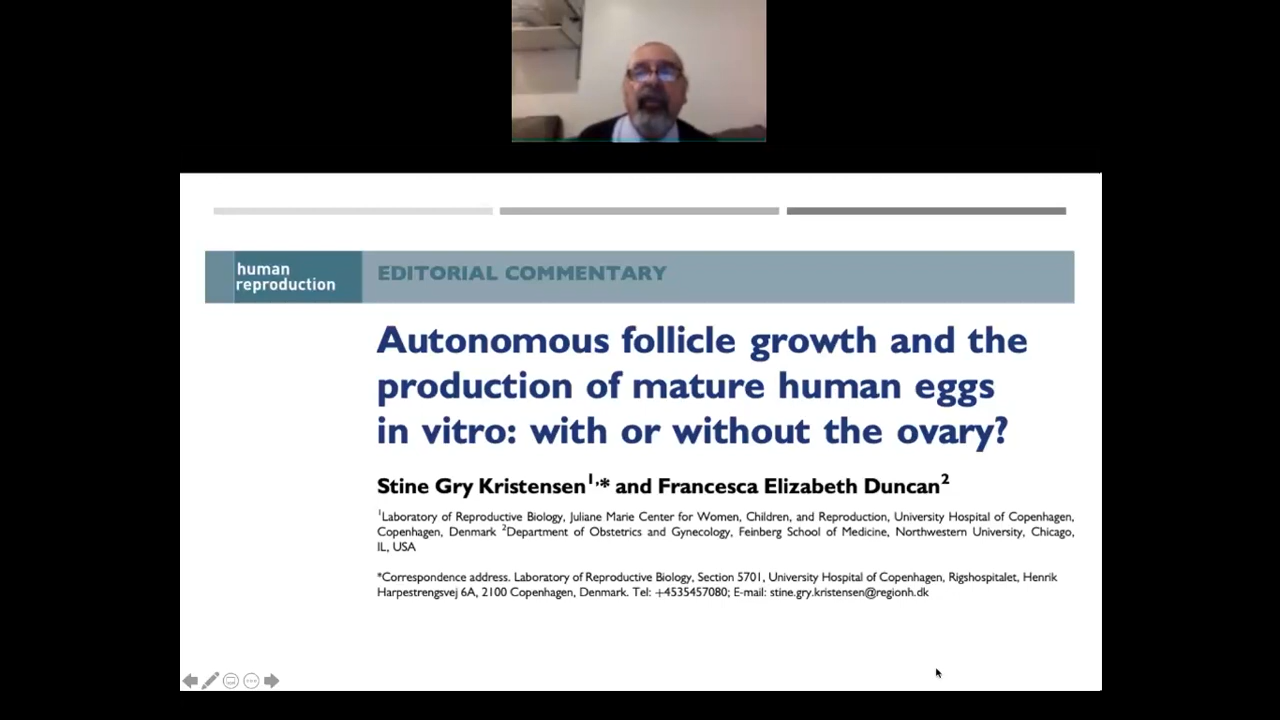 human
reproduction
EDITORIAL COMMENTARY
Autonomous follicle growth and the
production of mature human eggs
in vitro: with or without the ovary?
Stine Gry Kristensen1,* and Francesca Elizabeth Duncan2
1Laboratory of Reproductive Biology, Juliane Marie Center for Women, Children, and Reproduction, University Hospital of Copenhagen,
Copenhagen, Denmark 2Department of Obstetrics and Gynecology, Feinberg School of Medicine, Northwestern University, Chicago,
IL, USA
*Correspondence address. Laboratory of Reproductive Biology, Section 5701, University Hospital of Copenhagen, Rigshospitalet, Henrik
Harpestrengsvej 6A, 2100 Copenhagen, Denmark. Tel: +4535457080; E-mail: stine.gry.kristensen@regionh.dk